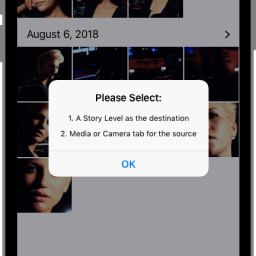 August 6, 2018
Please Select:
1. A Story Level as the destination
2. Media or Camera tab for the source
OK